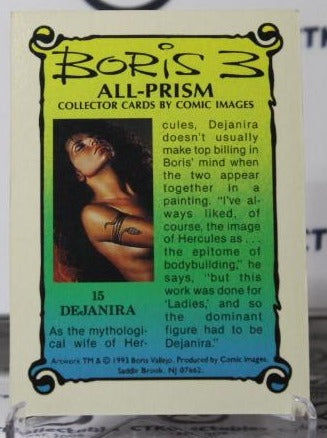 BORIS 3
ALL-PRISM
COLLECTOR CARDS BY COMIC IMAGES
15
DEJANIRA
As the mythologi-
cal wife of Her-
cules, Dejanira
doesn't usually
make top billing in
Boris' mind when
the two appear
together in a
painting. "I've al-
ways liked, of
course, the image
of Hercules as . . .
the epitome of
bodybuilding," he
says, "but this
work was done for
'Ladies,' and so
the dominant
figure had to be
Dejanira."
Artwork TM & © 1993 Boris Vallejo. Produced by Comic Images.
Saddle Brook, NJ 07662.